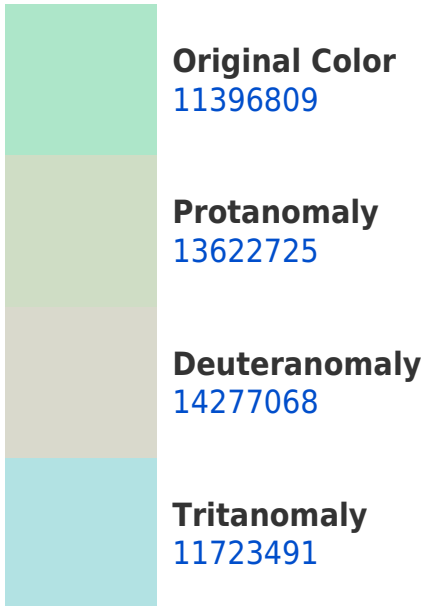 Original Color
11396809
Protanomaly
13622725
Deuteranomaly
14277068
Tritanomaly
11723491